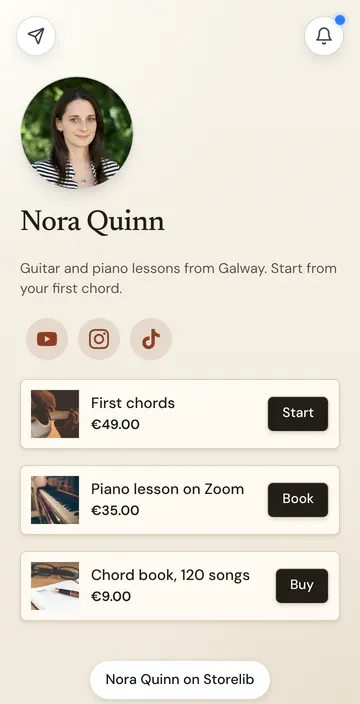 Nora Quinn
Guitar and piano lessons from Galway. Start from
your first chord.
First chords
€49.00
Start
Piano lesson on Zoom
€35.00
Book
Chord book, 120 songs
€9.00
Buy
Nora Quinn on Storelib